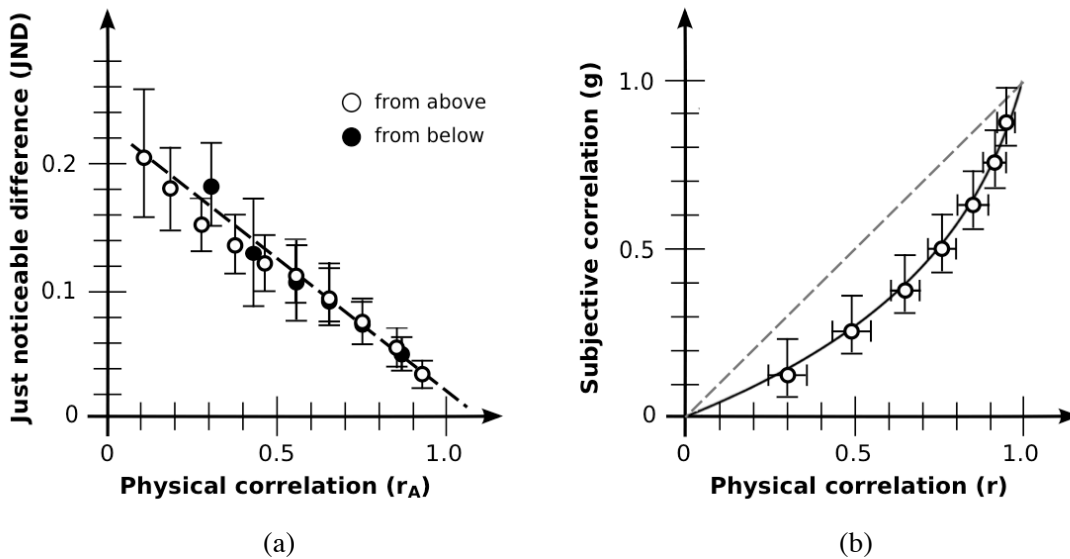 Just noticeable difference (JND)
0.2
0.1
0
from above
from below
0
0.5
1.0
Physical correlation (r_A)
(a)
Subjective correlation (g)
1.0
0.5
0
0
0.5
1.0
Physical correlation (r)
(b)